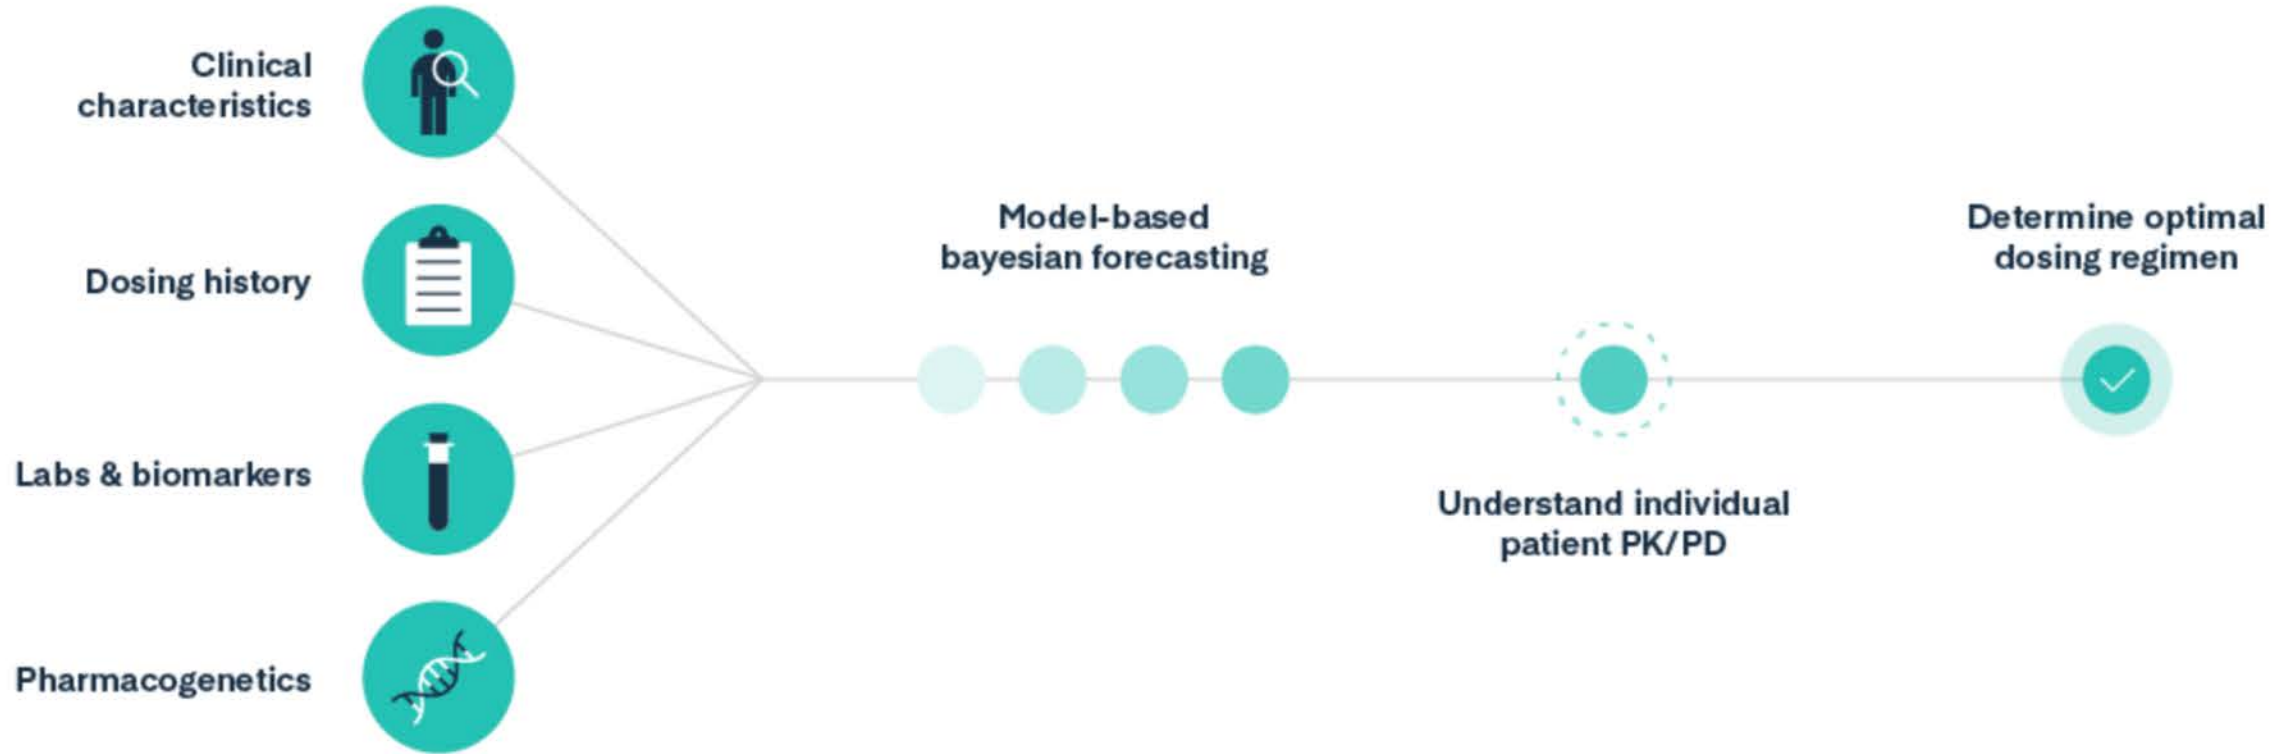 Clinical
characteristics
Dosing history
Labs & biomarkers
Pharmacogenetics
Model-based
bayesian forecasting
Understand individual
patient PK/PD
Determine optimal
dosing regimen